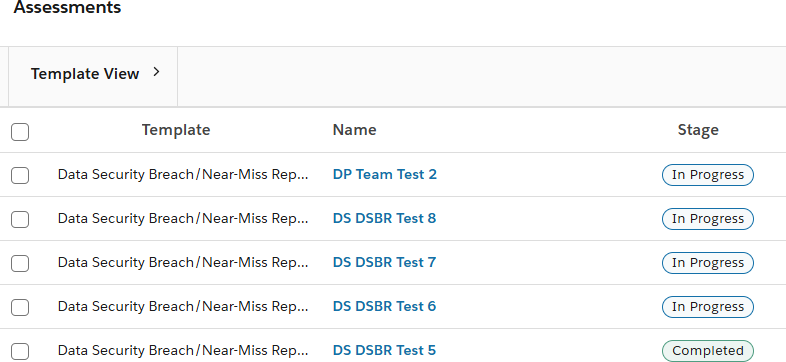 Assessments
Template View
Template Name Stage
Data Security Breach/Near-Miss Rep... DP Team Test 2 In Progress
Data Security Breach/Near-Miss Rep... DS DSBR Test 8 In Progress
Data Security Breach/Near-Miss Rep... DS DSBR Test 7 In Progress
Data Security Breach/Near-Miss Rep... DS DSBR Test 6 In Progress
Data Security Breach/Near-Miss Rep... DS DSBR Test 5 Completed